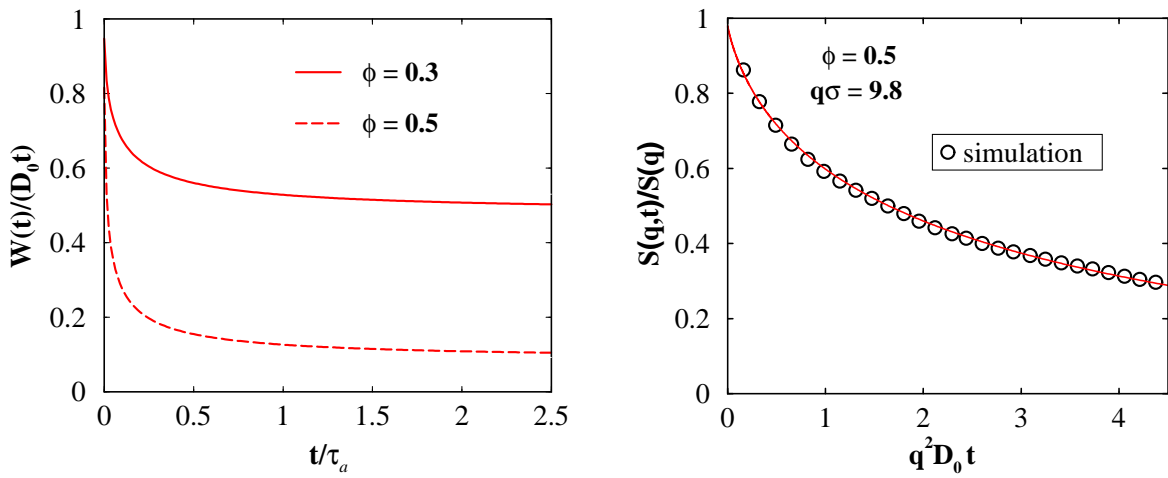 W(t)/(D₀t)
1
0.8
0.6
0.4
0.2
0
ϕ = 0.3
ϕ = 0.5
0 0.5 1 1.5 2 2.5
t/τₐ
S(q,t)/S(q)
1
0.8
0.6
0.4
0.2
0
ϕ = 0.5
qσ = 9.8
simulation
0 1 2 3 4
q²D₀t